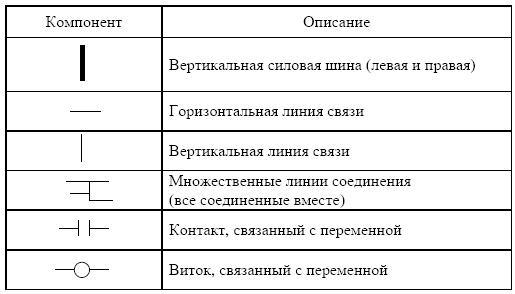 Компонент Описание
Вертикальная силовая шина (левая и правая)
Горизонтальная линия связи
Вертикальная линия связи
Множественные линии соединения
(все соединенные вместе)
Контакт, связанный с переменной
Виток, связанный с переменной